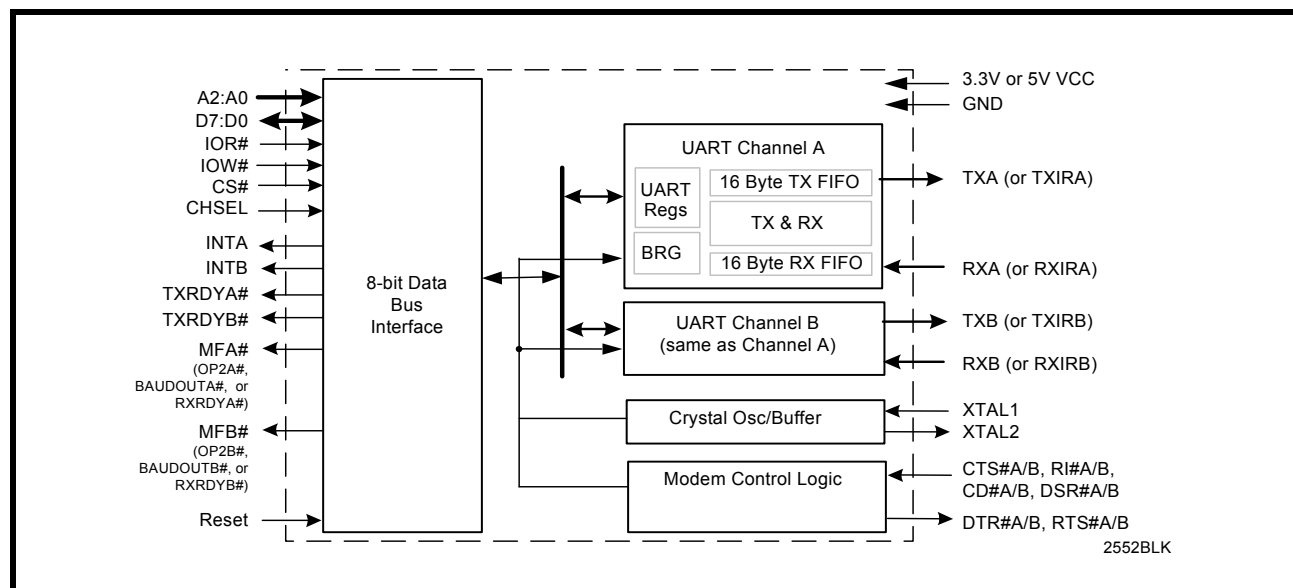 A2:A0
D7:D0
IOR#
IOW#
CS#
CHSEL
INTA
INTB
TXRDYA#
TXRDYB#
MFA#
(OP2A#,
BAUDOUTA#, or
RXRDYA#)
MFB#
(OP2B#,
BAUDOUTB#, or
RXRDYB#)
Reset
8-bit Data
Bus
Interface
UART Channel A
UART
Regs
BRG
16 Byte TX FIFO
TX & RX
16 Byte RX FIFO
UART Channel B
(same as Channel A)
Crystal Osc/Buffer
Modem Control Logic
3.3V or 5V VCC
GND
TXA (or TXIRA)
RXA (or RXIRA)
TXB (or TXIRB)
RXB (or RXIRB)
XTAL1
XTAL2
CTS#A/B, RI#A/B,
CD#A/B, DSR#A/B
DTR#A/B, RTS#A/B
2552BLK